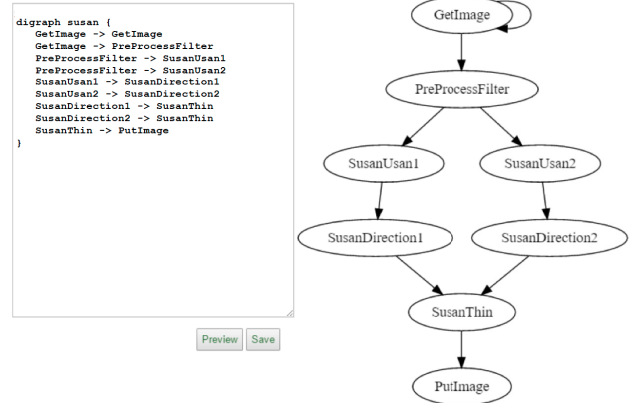 digraph susan {
GetImage -> GetImage
GetImage -> PreProcessFilter
PreProcessFilter -> SusanUsan1
PreProcessFilter -> SusanUsan2
SusanUsan1 -> SusanDirection1
SusanUsan2 -> SusanDirection2
SusanDirection1 -> SusanThin
SusanDirection2 -> SusanThin
SusanThin -> PutImage
}
Preview Save
GetImage
PreProcessFilter
SusanUsan1 SusanUsan2
SusanDirection1 SusanDirection2
SusanThin
PutImage